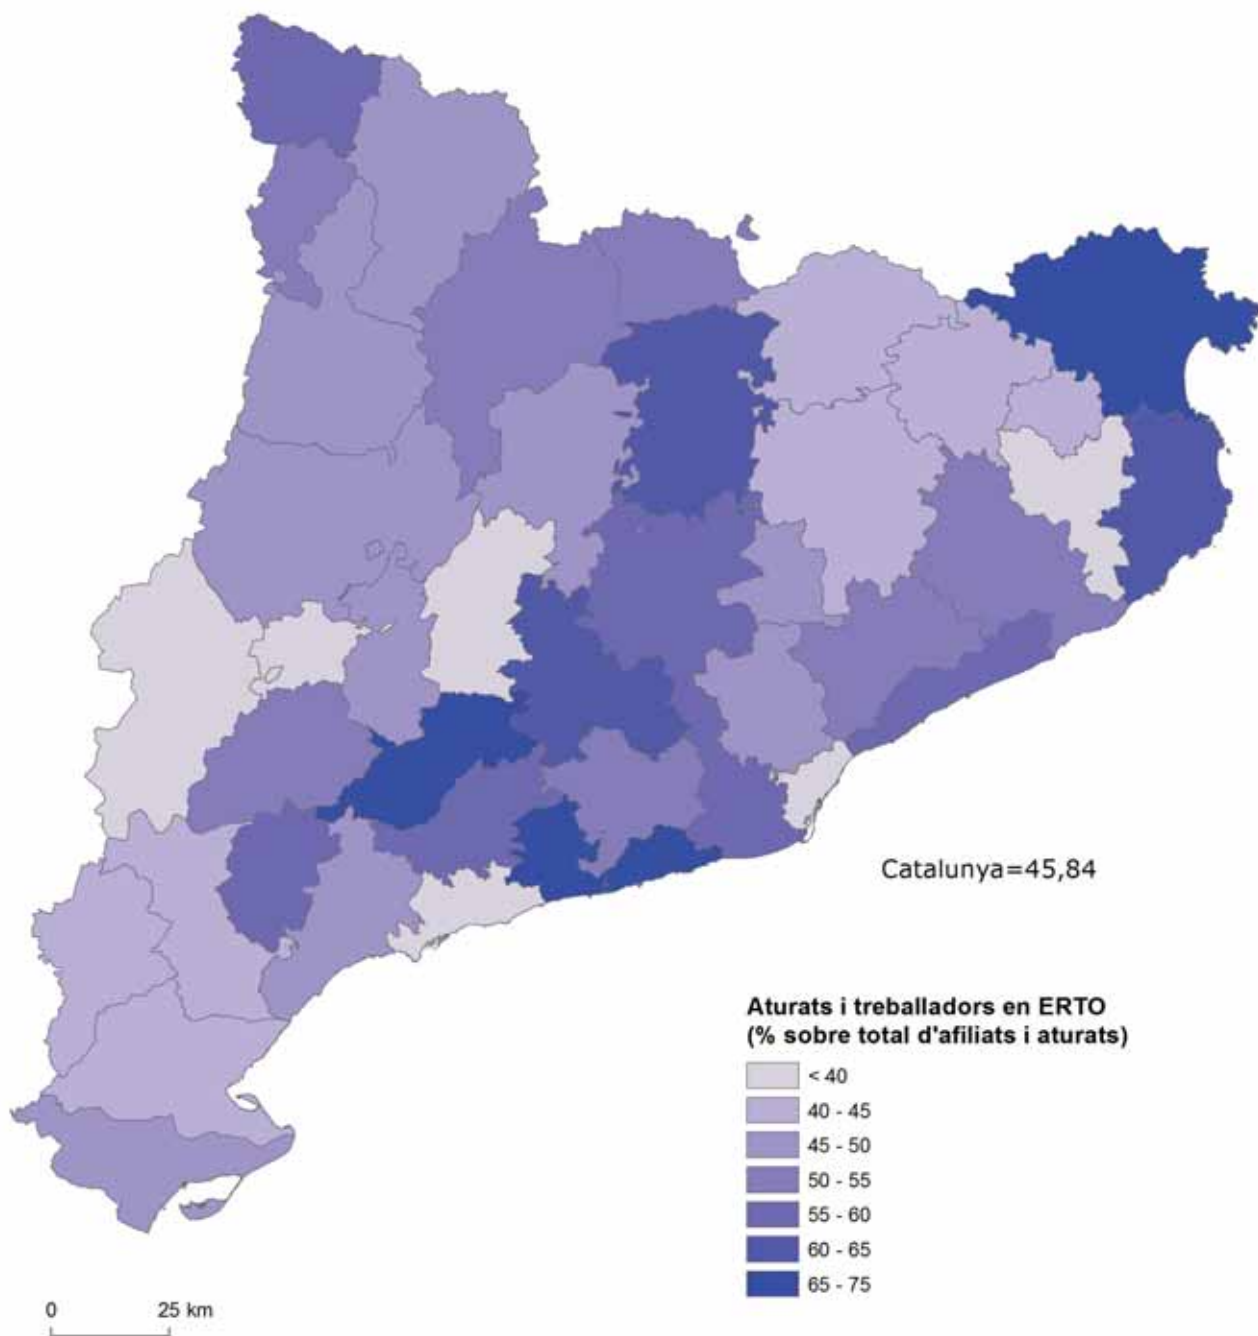 Catalunya=45,84
Aturats i treballadors en ERTO
(% sobre total d'afiliats i aturats)
< 40
40 - 45
45 - 50
50 - 55
55 - 60
60 - 65
65 - 75
0 25 km